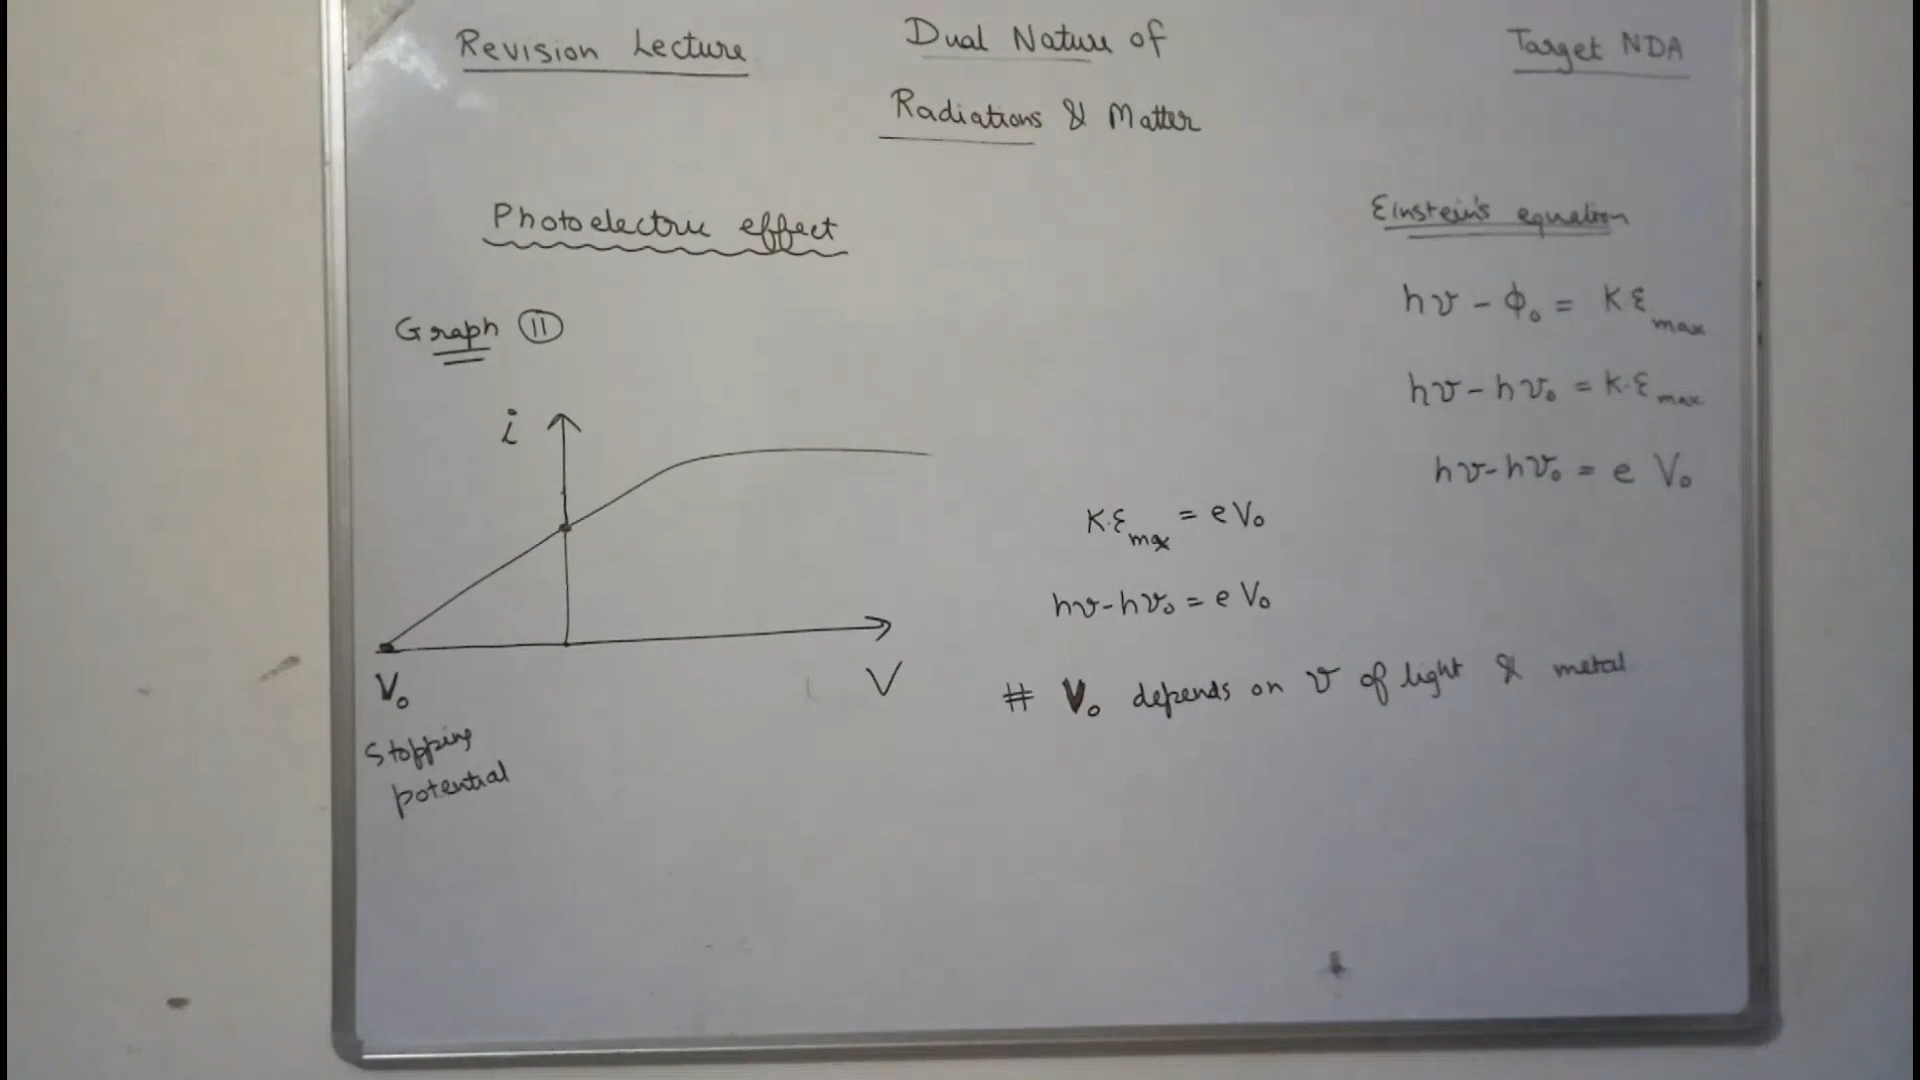 Revision Lecture
Dual Nature of
Radiations & Matter
Target NDA
Photoelectric effect
Graph II
i
V
V₀
Stopping
potential
K.E max = eV₀
hν - hν₀ = e V₀
# V₀ depends on ν of light & metal
Einstein's equation
hν - ϕ₀ = K.E max
hν - hν₀ = K.E max
hν - hν₀ = e V₀